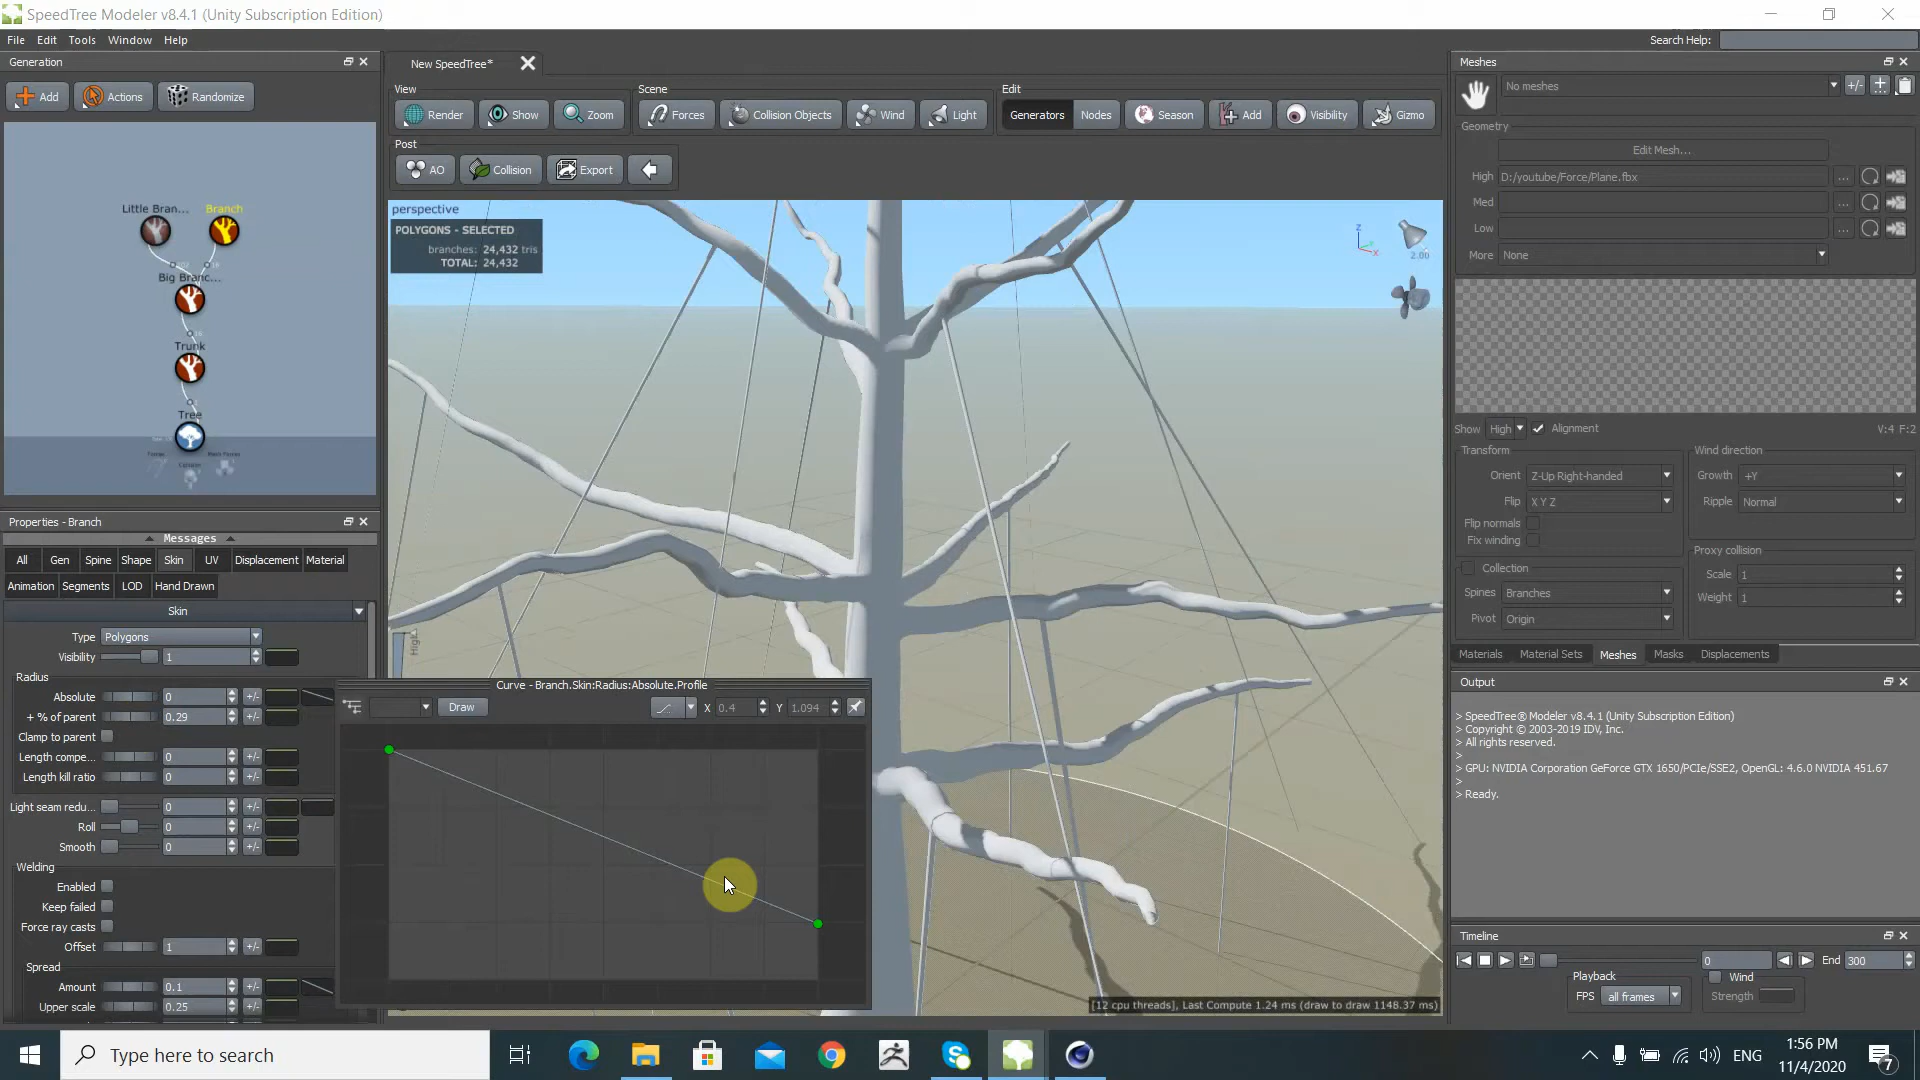 SpeedTree Modeler v8.4.1 (Unity Subscription Edition)
File Edit Tools Window Help
Search Help:
Generation
Add Actions Randomize
Little Bran... Branch
Big Branc...
Trunk
Tree
Properties - Branch
Messages
All Gen Spine Shape Skin UV Displacement Material
Animation Segments LOD Hand Drawn
Skin
Type Polygons
Visibility 1
Radius
Absolute 0 +/-
+ % of parent 0.29 +/-
Clamp to parent
Length compe... 0 +/-
Length kill ratio 0 +/-
Light seam redu... 0 +/-
Roll 0 +/-
Smooth 0 +/-
Welding
Enabled
Keep failed
Force ray casts
Offset 1 +/-
Spread
Amount 0.1 +/-
Upper scale 0.25 +/-
New SpeedTree*
View
Render Show Zoom
Scene
Forces Collision Objects Wind Light
Edit
Generators Nodes Season Add Visibility Gizmo
Post
AO Collision Export
perspective
POLYGONS - SELECTED
branches: 24,432 tris
TOTAL: 24,432
z
x
2.00
High
Curve - Branch.Skin:Radius:Absolute.Profile
Draw X 0.4 Y 1.094
[12 cpu threads], Last Compute 1.24 ms (draw to draw 1148.37 ms)
Meshes
No meshes +/-
Geometry
Edit Mesh...
High D:/youtube/Force/Plane.fbx ...
Med ...
Low ...
More None
Show High Alignment V:4 F:2
Transform
Orient Z-Up Right-handed
Flip X Y Z
Flip normals
Fix winding
Wind direction
Growth +Y
Ripple Normal
Collection
Spines Branches
Pivot Origin
Proxy collision
Scale 1
Weight 1
Materials Material Sets Meshes Masks Displacements
Output
> SpeedTree® Modeler v8.4.1 (Unity Subscription Edition)
> Copyright © 2003-2019 IDV, Inc.
> All rights reserved.
>
> GPU: NVIDIA Corporation GeForce GTX 1650/PCIe/SSE2, OpenGL: 4.6.0 NVIDIA 451.67
>
> Ready.
Timeline
0 End 300
Playback
FPS all frames
Wind
Strength
Type here to search
ENG
1:56 PM
11/4/2020
7